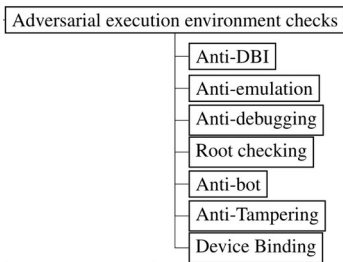 Adversarial execution environment checks
Anti-DBI
Anti-emulation
Anti-debugging
Root checking
Anti-bot
Anti-Tampering
Device Binding